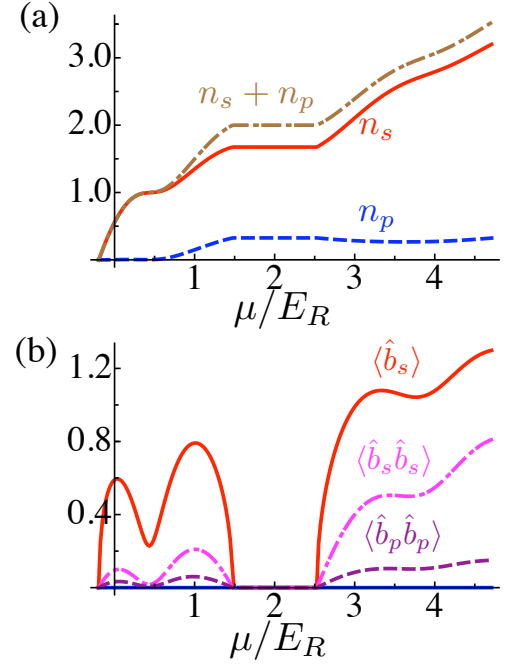 (a)
3.0
n_s + n_p
2.0
n_s
1.0
n_p
1 2 3 4
μ/E_R
(b)
1.2
⟨b̂_s⟩
0.8
⟨b̂_s b̂_s⟩
0.4
⟨b̂_p b̂_p⟩
1 2 3 4
μ/E_R